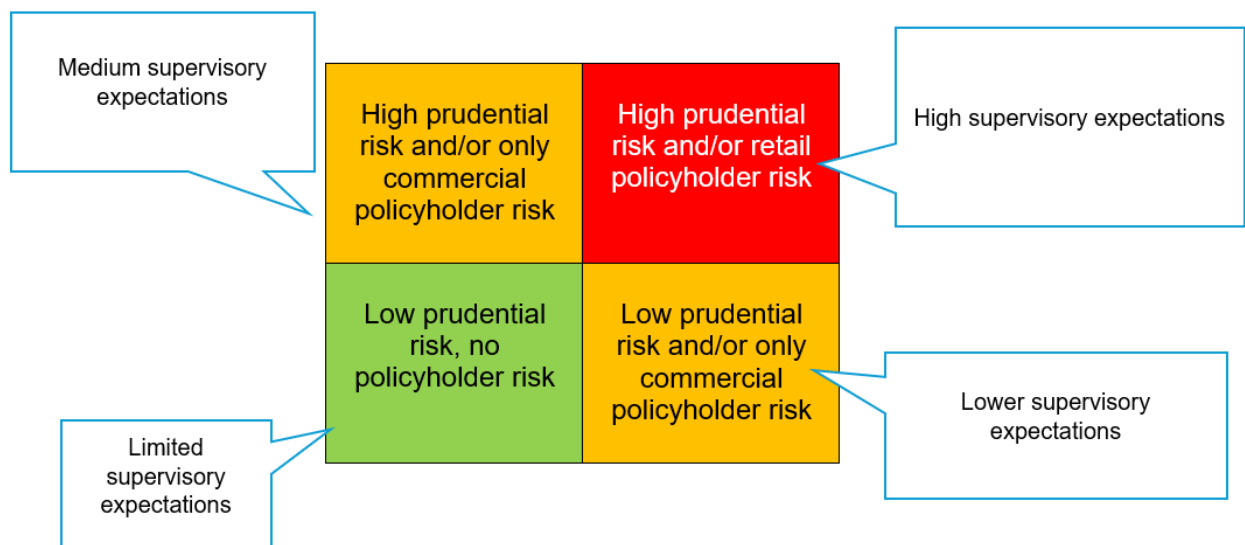 Medium supervisory
expectations
High prudential
risk and/or only
commercial
policyholder risk
High prudential
risk and/or retail
policyholder risk
High supervisory expectations
Low prudential
risk, no
policyholder risk
Low prudential
risk and/or only
commercial
policyholder risk
Limited
supervisory
expectations
Lower supervisory
expectations